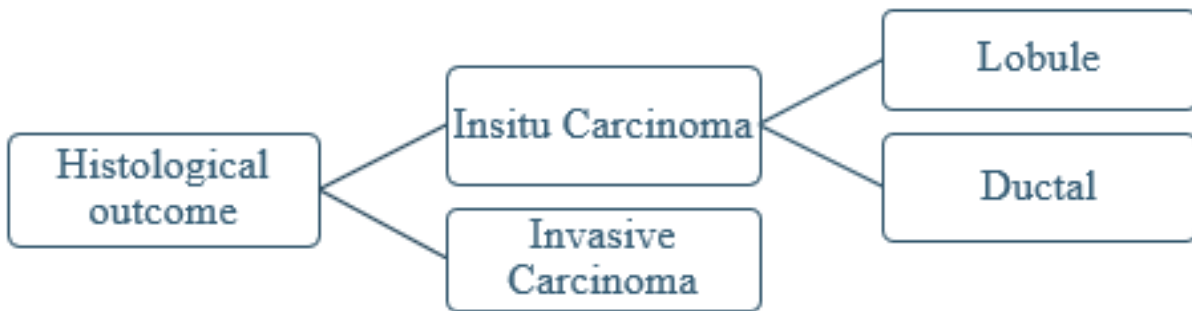 Histological
outcome
Insitu Carcinoma
Invasive
Carcinoma
Lobule
Ductal